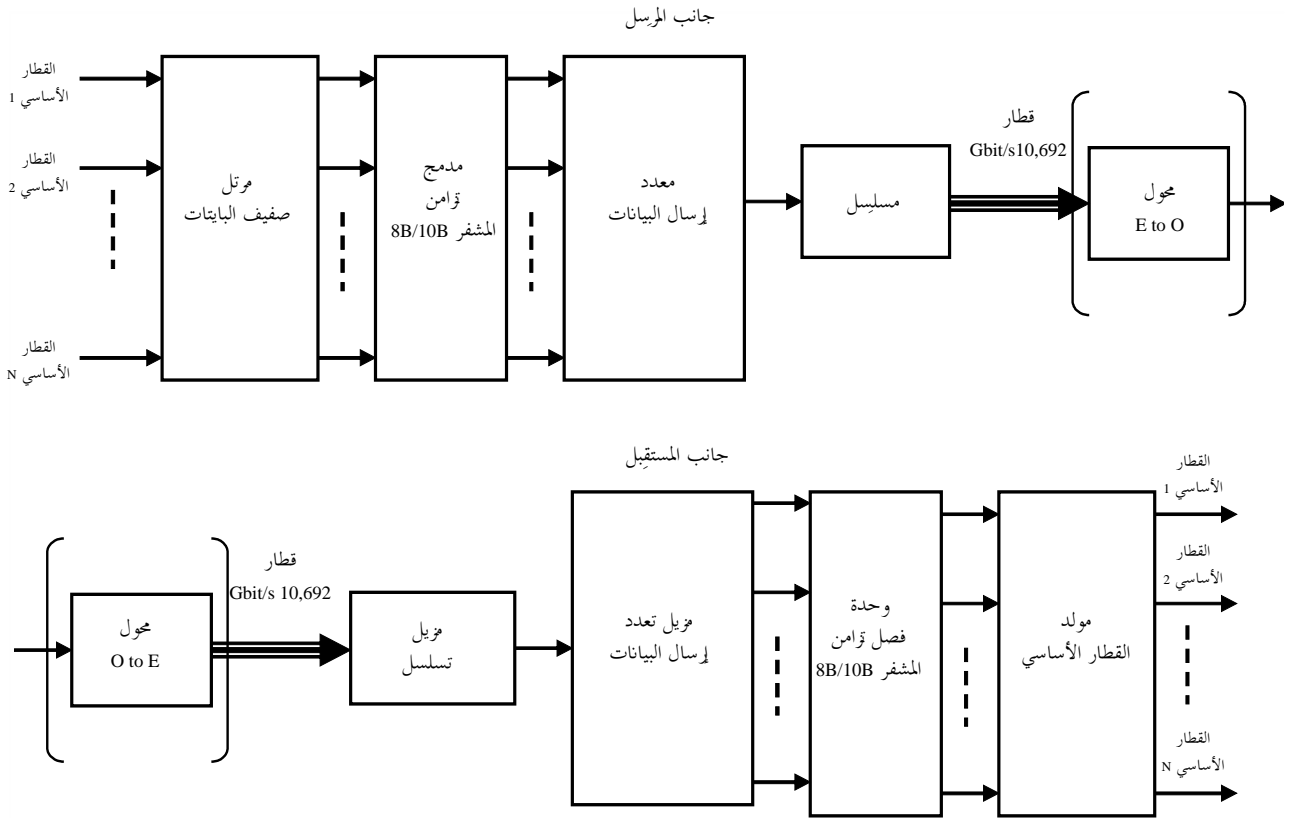 جانب المرسِل
القطار
الأساسي 1
القطار
الأساسي 2
القطار
الأساسي N
مرتل
صفيف البايتات
مدمج
تزامن
المشفر 8B/10B
معدد
إرسال البيانات
مسلسِل
قطار
Gbit/s10,692
محول
E to O
جانب المستقبِل
محول
O to E
قطار
Gbit/s 10,692
مزيل
تسلسل
مزيل تعدد
إرسال البيانات
وحدة
فصل تزامن
المشفر 8B/10B
مولد
القطار الأساسي
القطار
الأساسي 1
القطار
الأساسي 2
القطار
الأساسي N